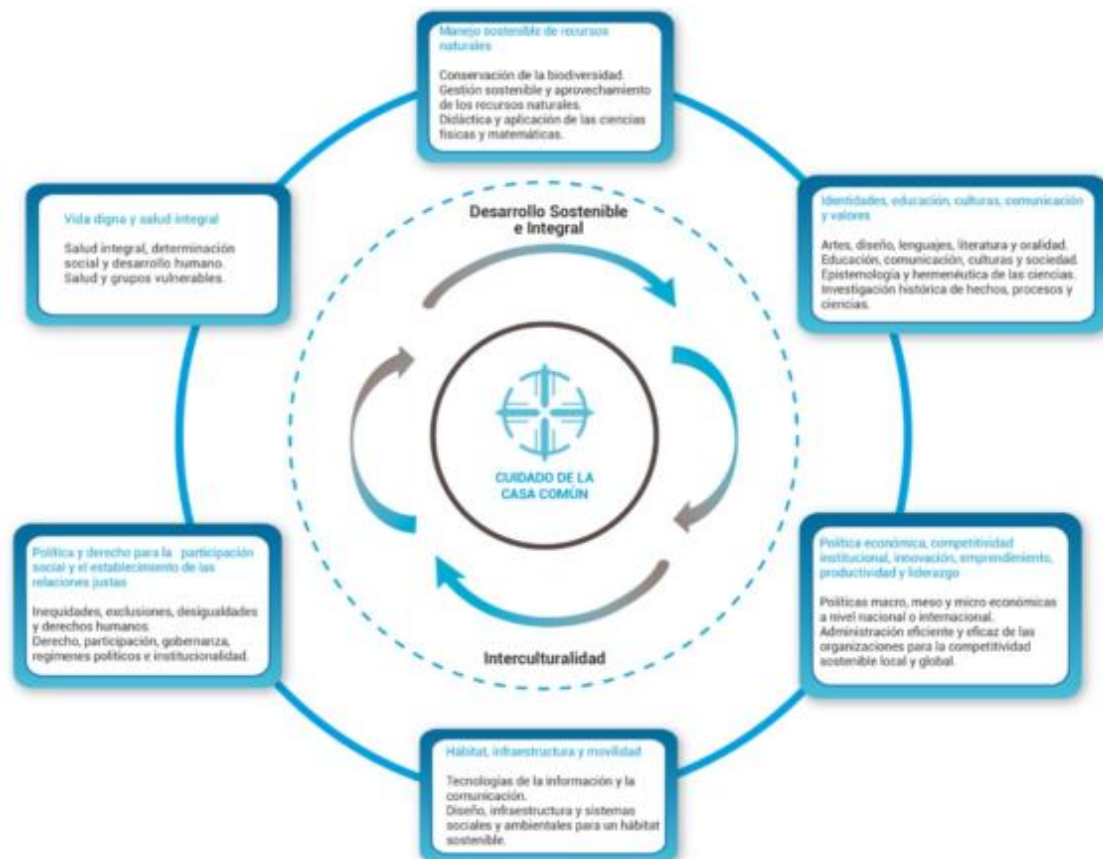 Manejo sostenible de recursos
naturales
Conservación de la biodiversidad.
Gestión sostenible y aprovechamiento
de los recursos naturales.
Didáctica y aplicación de las ciencias
físicas y matemáticas.
Vida digna y salud integral
Salud integral, determinación
social y desarrollo humano.
Salud y grupos vulnerables.
Desarrollo Sostenible
e Integral
Identidades, educación, culturas, comunicación
y valores
Artes, diseño, lenguajes, literatura y oralidad.
Educación, comunicación, culturas y sociedad.
Epistemología y hermenéutica de las ciencias.
Investigación histórica de hechos, procesos y
ciencias.
CUIDADO DE LA
CASA COMÚN
Política y derecho para la participación
social y el establecimiento de las
relaciones justas
Inequidades, exclusiones, desigualdades
y derechos humanos.
Derecho, participación, gobernanza,
regímenes políticos e institucionalidad.
Política económica, competitividad
institucional, innovación, emprendimiento,
productividad y liderazgo
Políticas macro, meso y micro económicas
a nivel nacional o internacional.
Administración eficiente y eficaz de las
organizaciones para la competitividad
sostenible local y global.
Interculturalidad
Hábitat, infraestructura y movilidad
Tecnologías de la información y la
comunicación.
Diseño, infraestructura y sistemas
sociales y ambientales para un hábitat
sostenible.